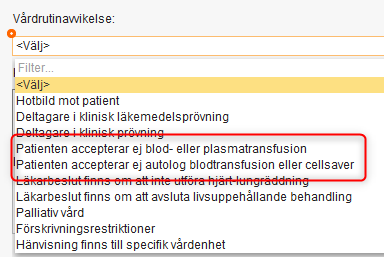 Vårdrutinavvikelse:
<Välj>
Filter...
<Välj>
Hotbild mot patient
Deltagare i klinisk läkemedelsprövning
Deltagare i klinisk prövning
Patienten accepterar ej blod- eller plasmatransfusion
Patienten accepterar ej autolog blodtransfusion eller cellsaver
Läkarbeslut finns om att inte utföra hjärt-lungräddning
Läkarbeslut finns om att avsluta livsuppehållande behandling
Palliativ vård
Förskrivningsrestriktioner
Hänvisning finns till specifik vårdenhet